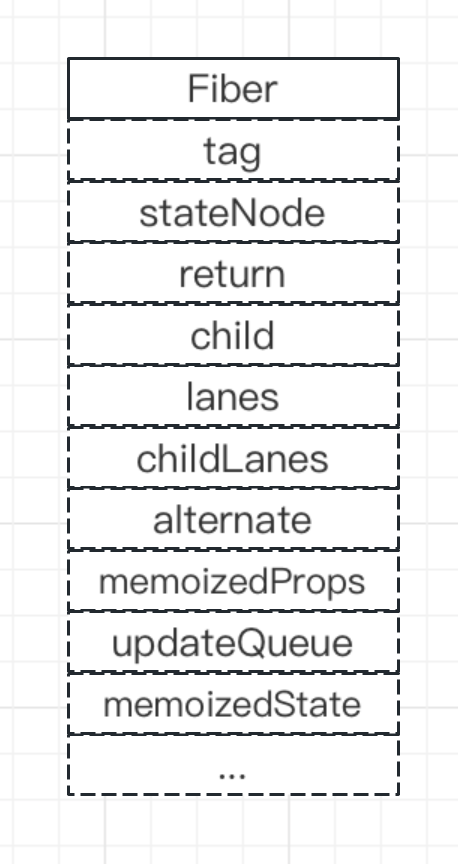 Fiber
tag
stateNode
return
child
lanes
childLanes
alternate
memoizedProps
updateQueue
memoizedState
...